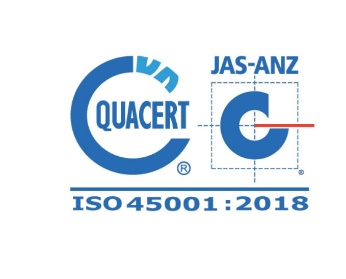 JAS-ANZ
QUACERT
®
®
ISO 45001:2018